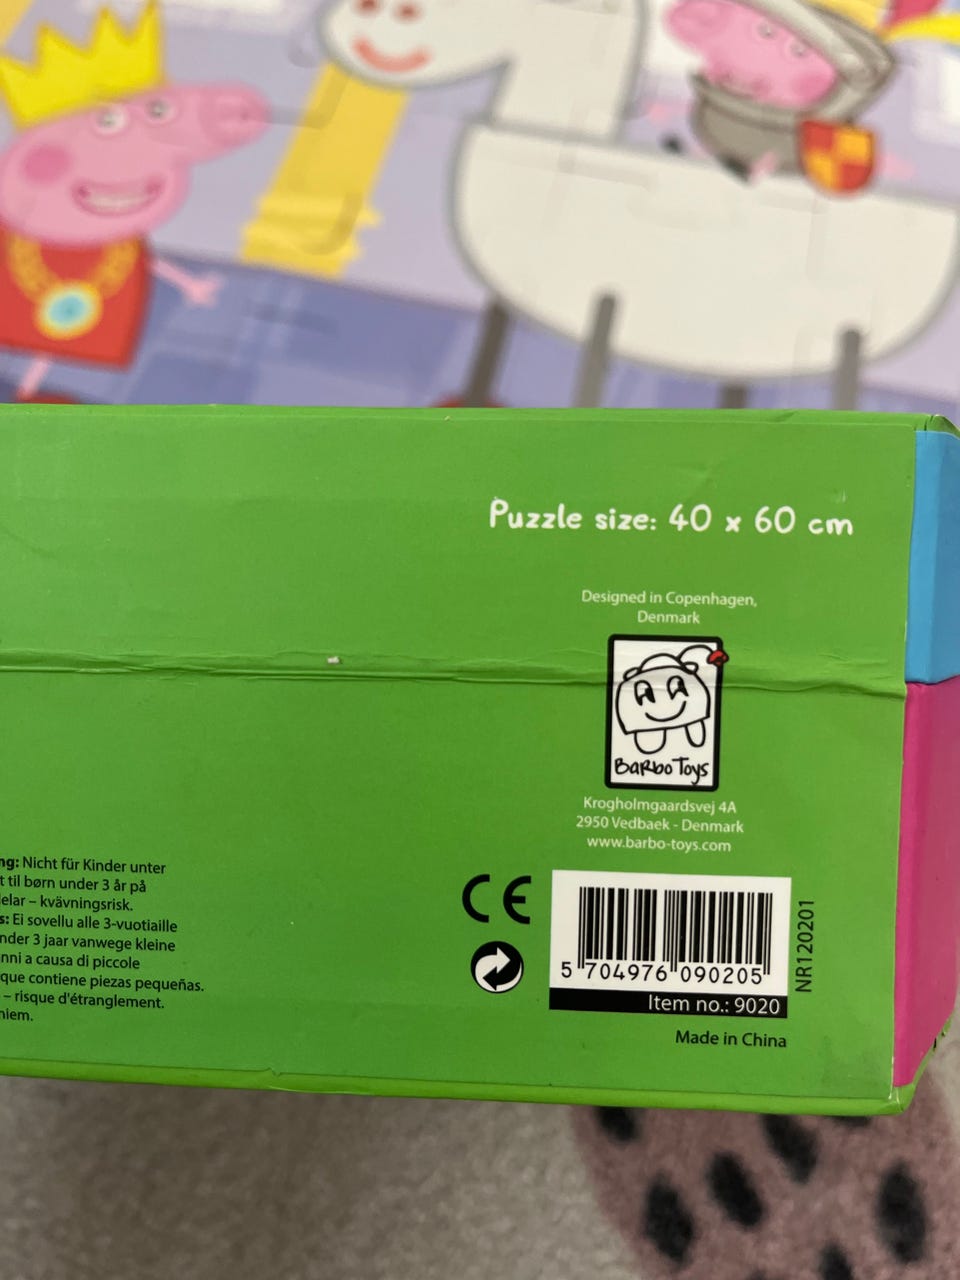 Puzzle size: 40 x 60 cm
Designed in Copenhagen,
Denmark
BARBO TOYS
Krogholmgaardsvej 4A
2950 Vedbaek - Denmark
www.barbo-toys.com
ng: Nicht für Kinder unter
t til børn under 3 år på
elar – kvävningsrisk.
s: Ei sovellu alle 3-vuotiaille
nder 3 jaar vanwege kleine
nni a causa di piccole
que contiene piezas pequeñas.
– risque d'étranglement.
niem.
CE
5 704976 090205
NR120201
Item no.: 9020
Made in China